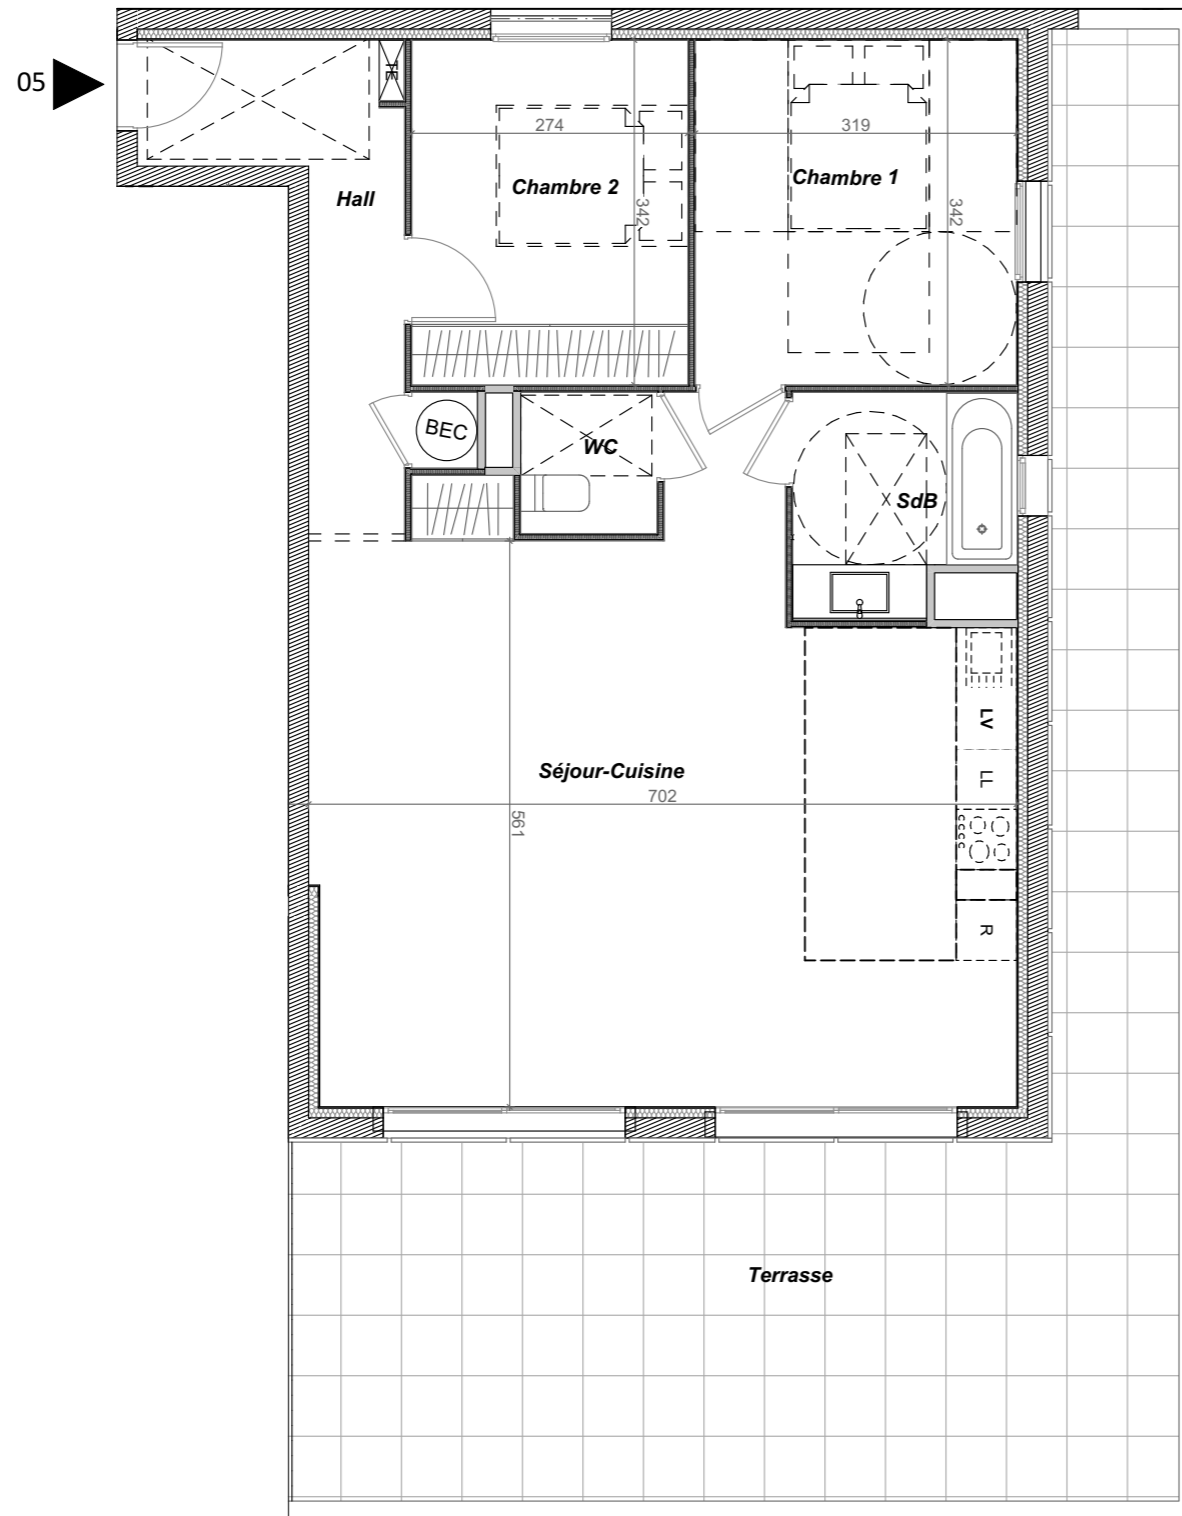 05
TE
274
319
Chambre 2
Chambre 1
Hall
342
342
BEC
WC
SdB
LV
Séjour-Cuisine
LL
702
561
R
Terrasse